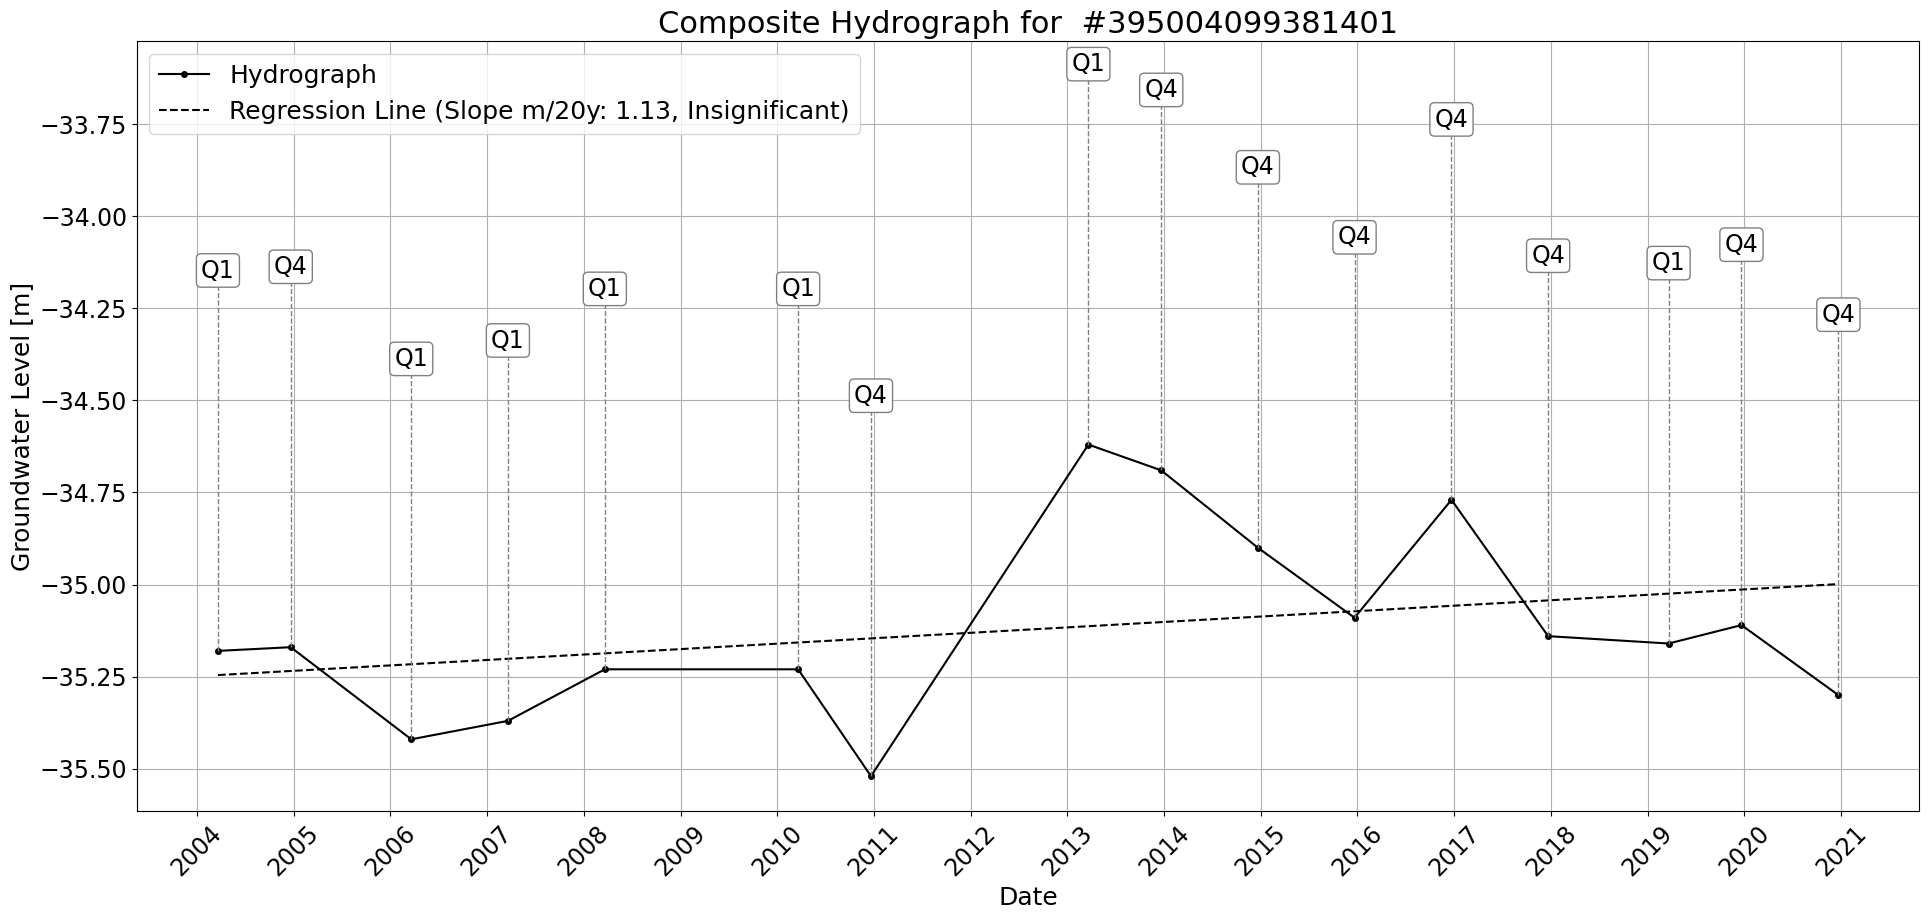 Composite Hydrograph for  #395004099381401
Hydrograph
Regression Line (Slope m/20y: 1.13, Insignificant)
Q1
Q4
Q1
Q1
Q1
Q1
Q4
Q1
Q4
Q4
Q4
Q4
Q4
Q1
Q4
Q4
Groundwater Level [m]
−33.75
−34.00
−34.25
−34.50
−34.75
−35.00
−35.25
−35.50
2004
2005
2006
2007
2008
2009
2010
2011
2012
2013
2014
2015
2016
2017
2018
2019
2020
2021
Date